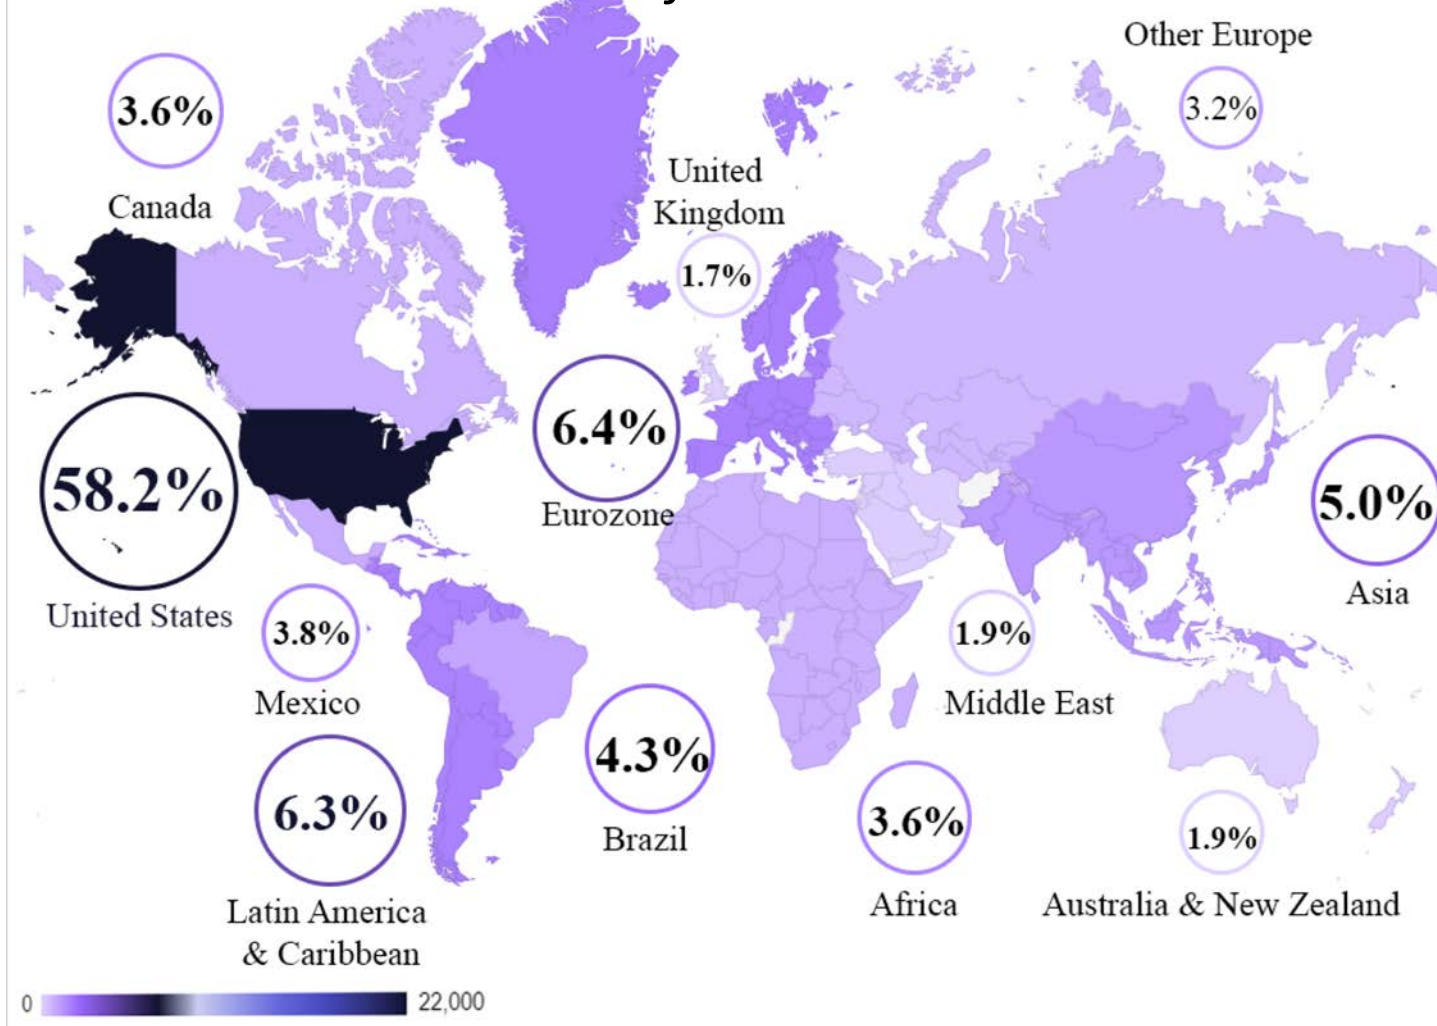 Other Europe
3.2%
3.6%
Canada
United
Kingdom
1.7%
58.2%
United States
6.4%
Eurozone
5.0%
Asia
3.8%
Mexico
1.9%
Middle East
6.3%
Latin America
& Caribbean
4.3%
Brazil
3.6%
Africa
1.9%
Australia & New Zealand
0
22,000